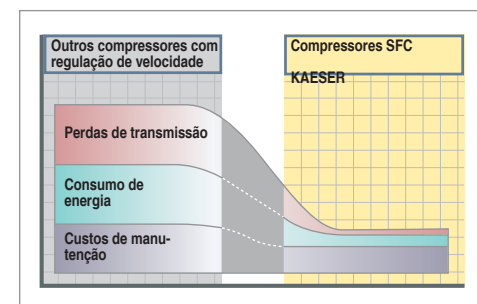 Outros compressores com
regulação de velocidade
Compressores SFC
KAESER
Perdas de transmissão
Consumo de
energia
Custos de manu-
tenção